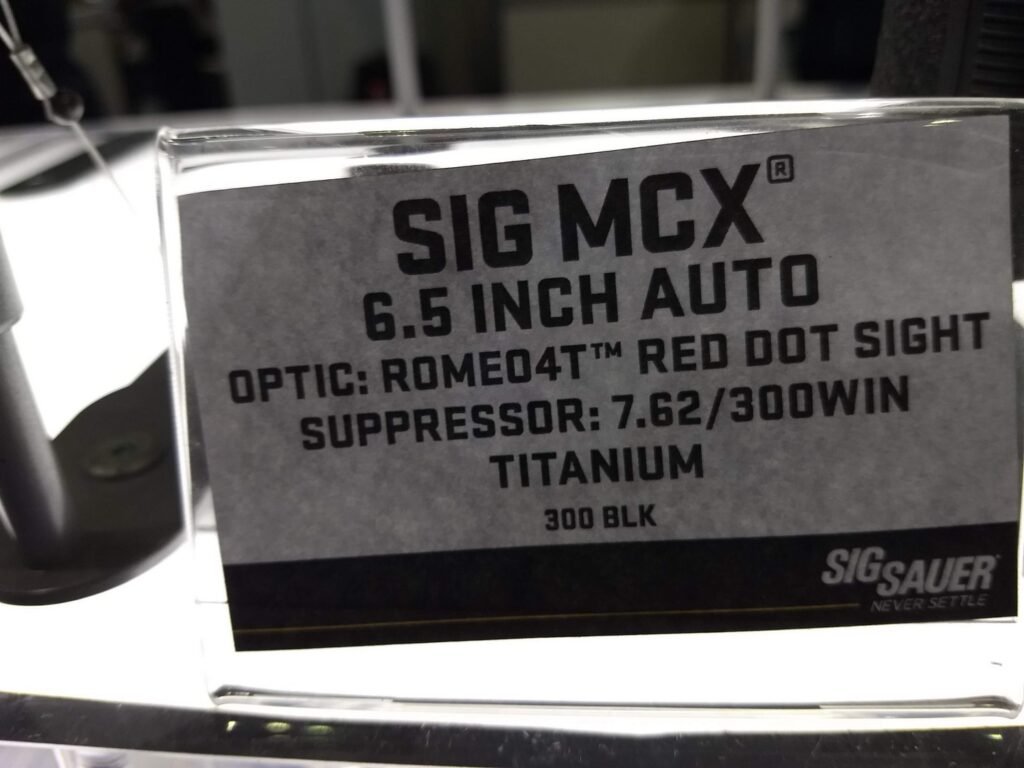 SIG MCX®
6.5 INCH AUTO
OPTIC: ROMEO4T™ RED DOT SIGHT
SUPPRESSOR: 7.62/300WIN
TITANIUM
300 BLK
SIG SAUER
NEVER SETTLE